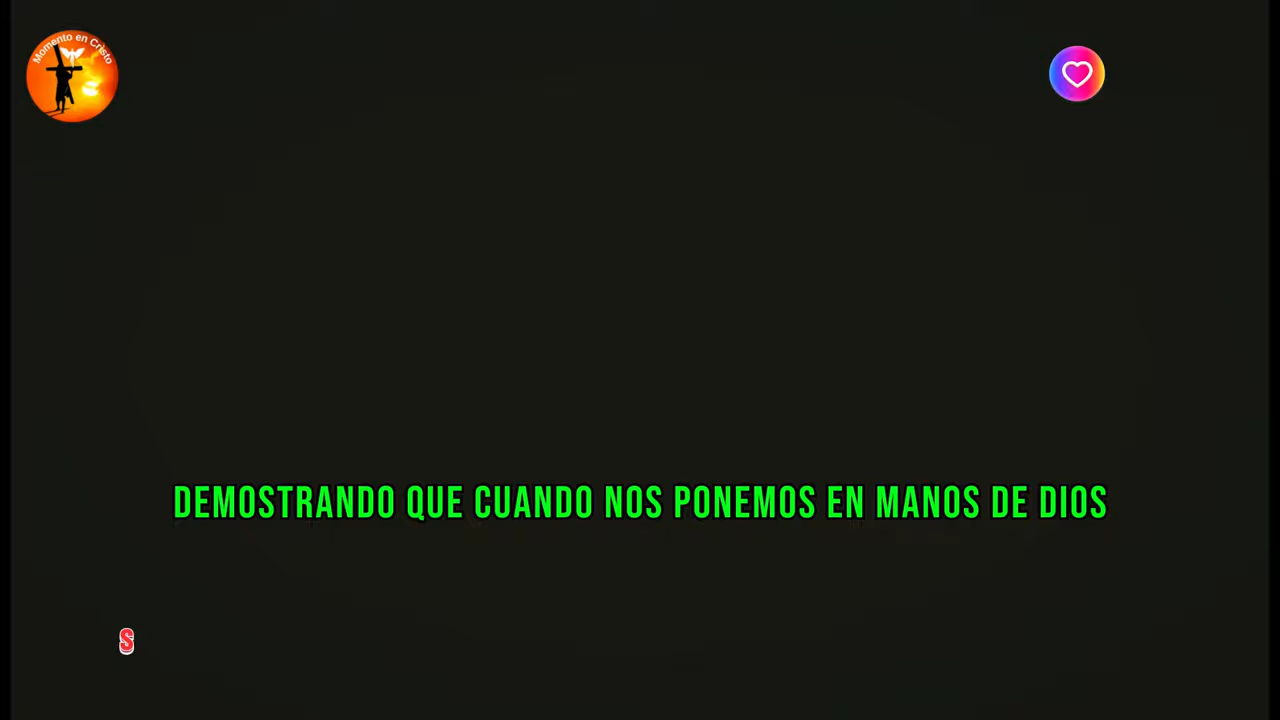 Momento en Cristo
DEMOSTRANDO QUE CUANDO NOS PONEMOS EN MANOS DE DIOS
S